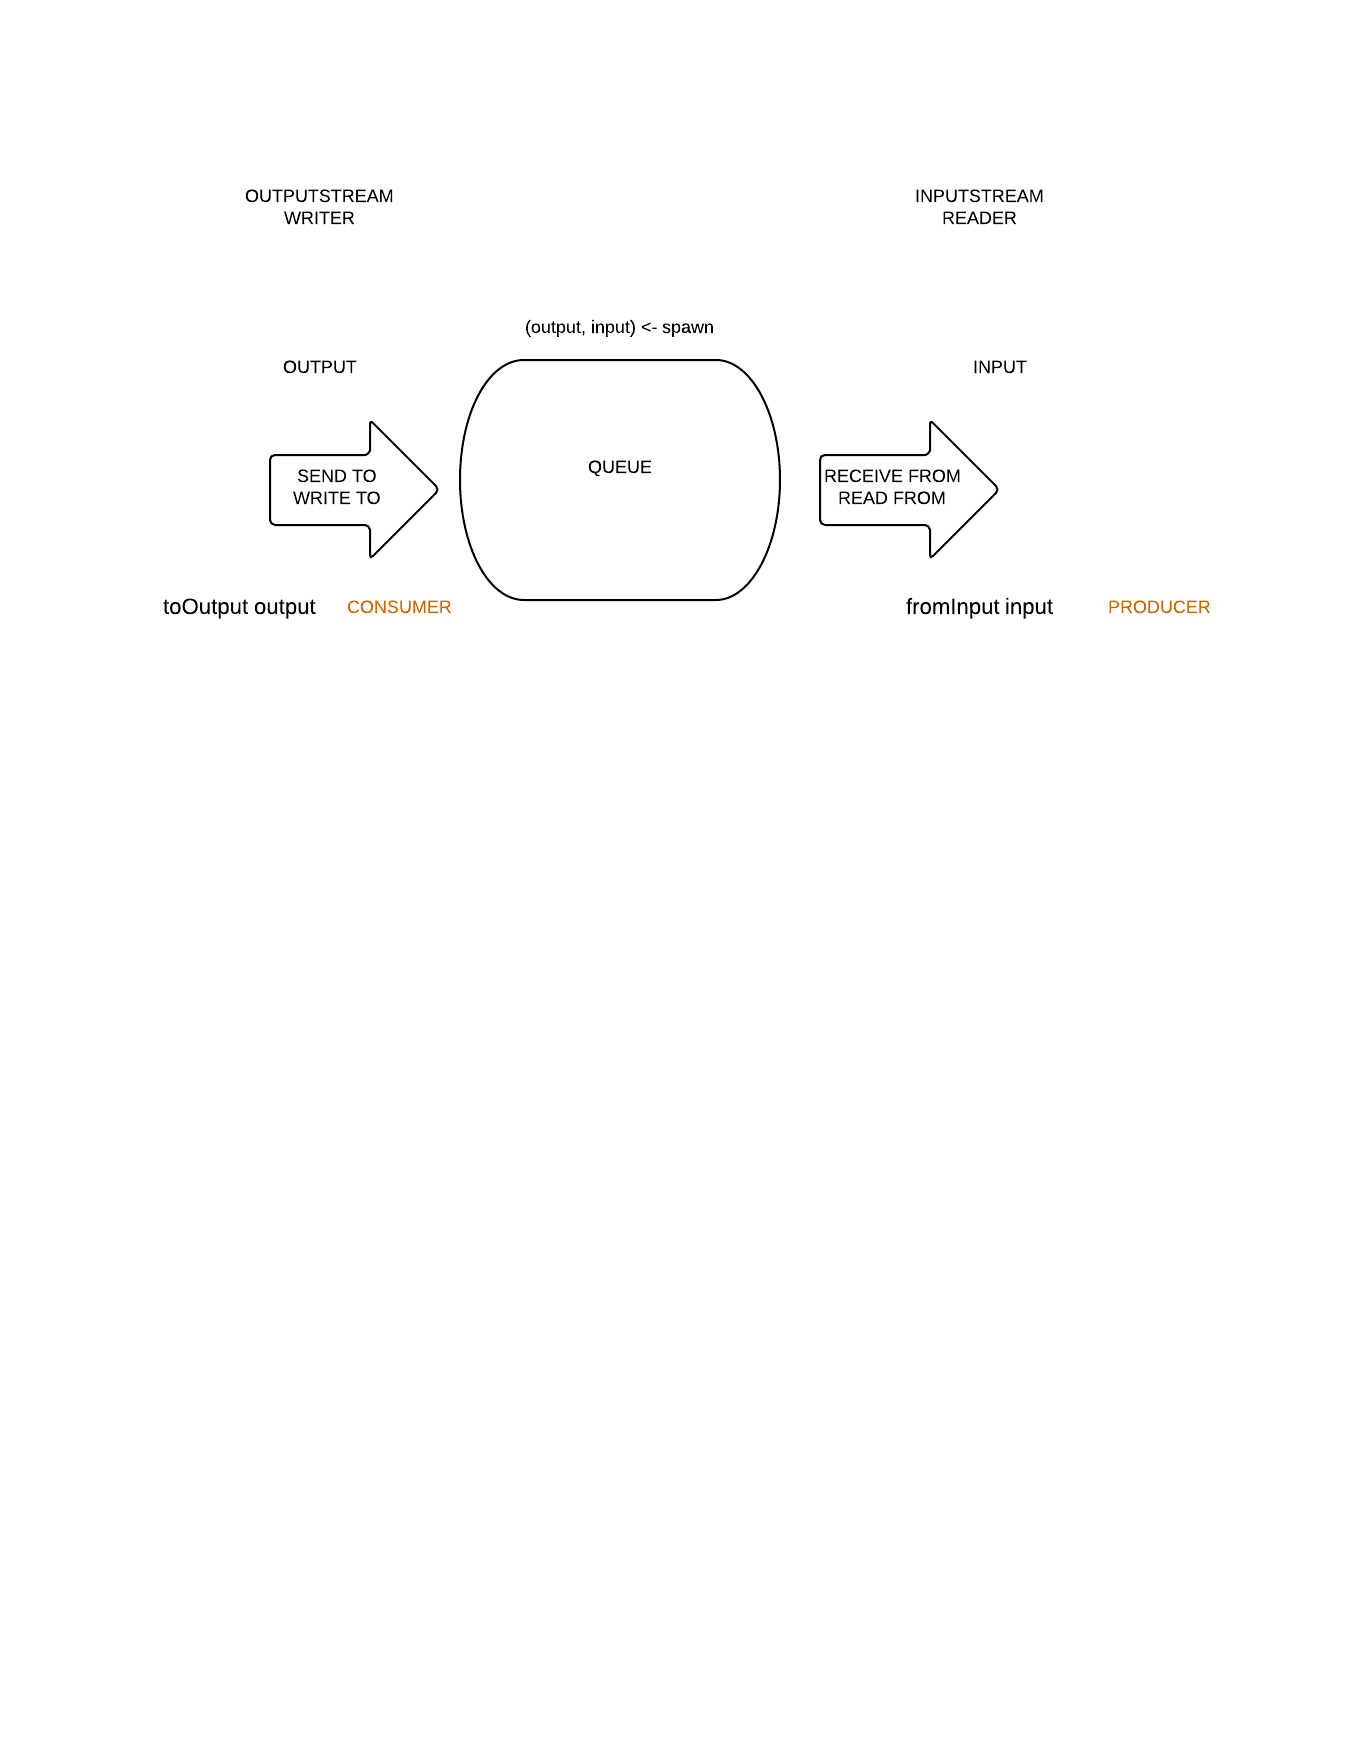 OUTPUTSTREAM
WRITER
INPUTSTREAM
READER
(output, input) <- spawn
OUTPUT
INPUT
QUEUE
SEND TO
WRITE TO
RECEIVE FROM
READ FROM
toOutput output
CONSUMER
fromInput input
PRODUCER